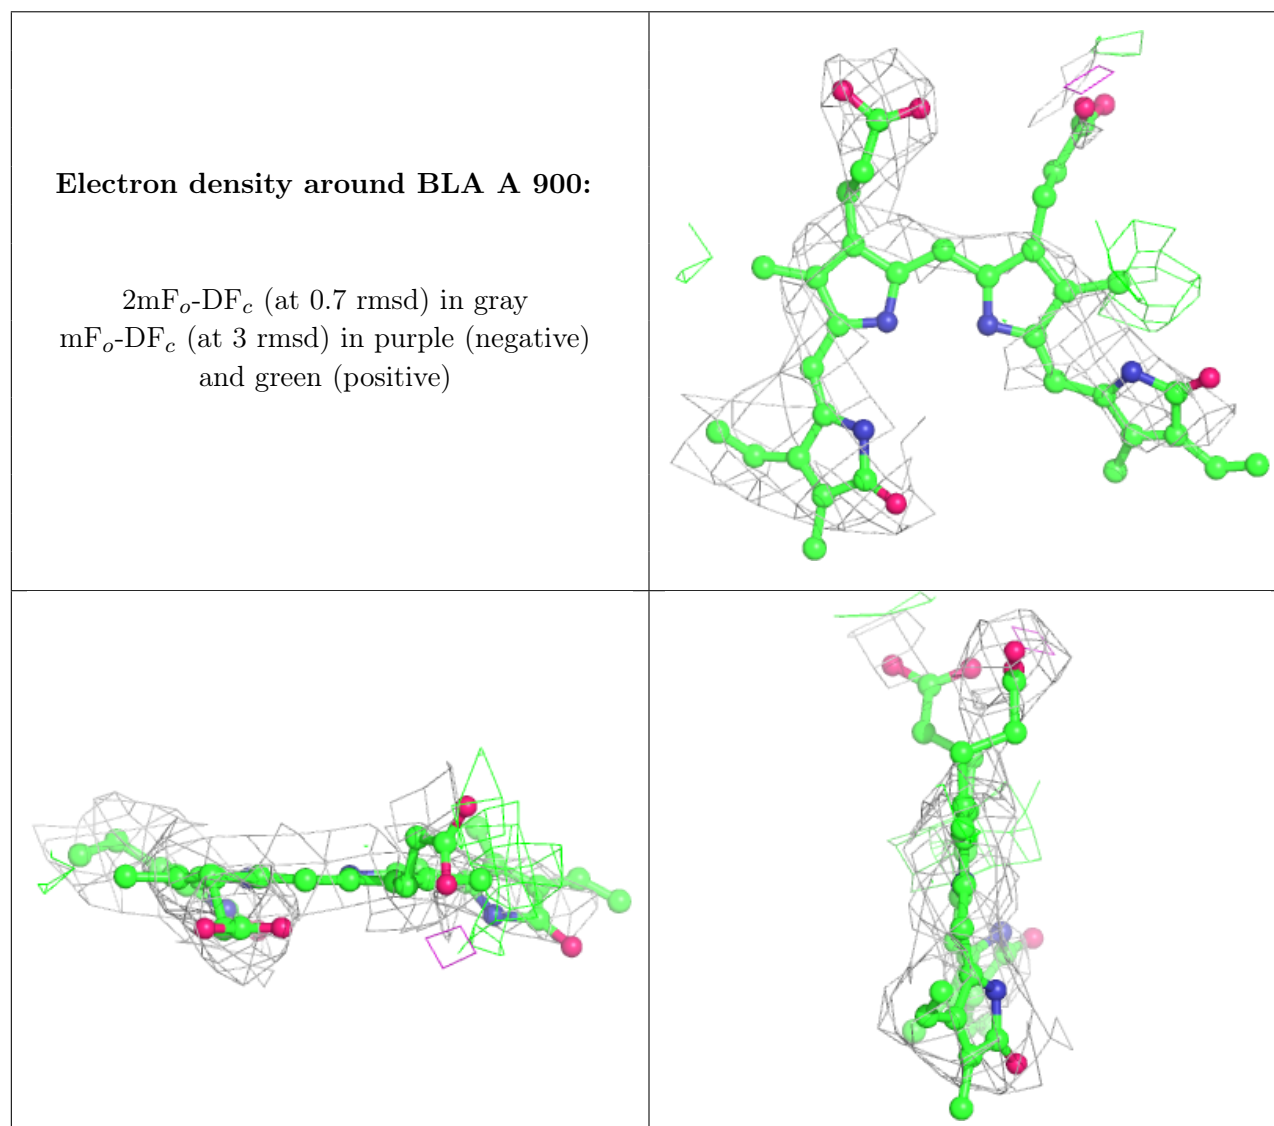 Electron density around BLA A 900:
2mFo-DFc (at 0.7 rmsd) in gray
mFo-DFc (at 3 rmsd) in purple (negative)
and green (positive)